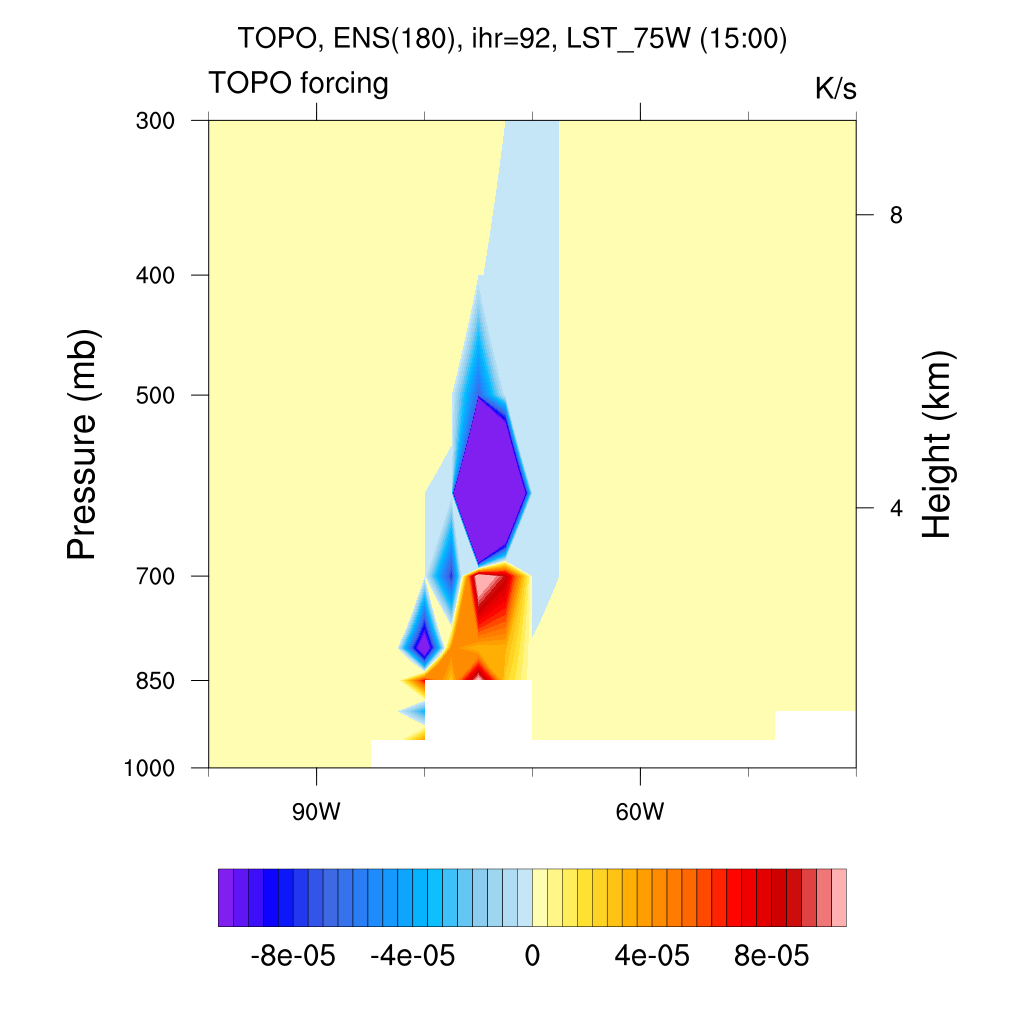 TOPO, ENS(180), ihr=92, LST_75W (15:00)
TOPO forcing
K/s
300
400
500
700
850
1000
Pressure (mb)
8
4
Height (km)
90W
60W
-8e-05
-4e-05
0
4e-05
8e-05